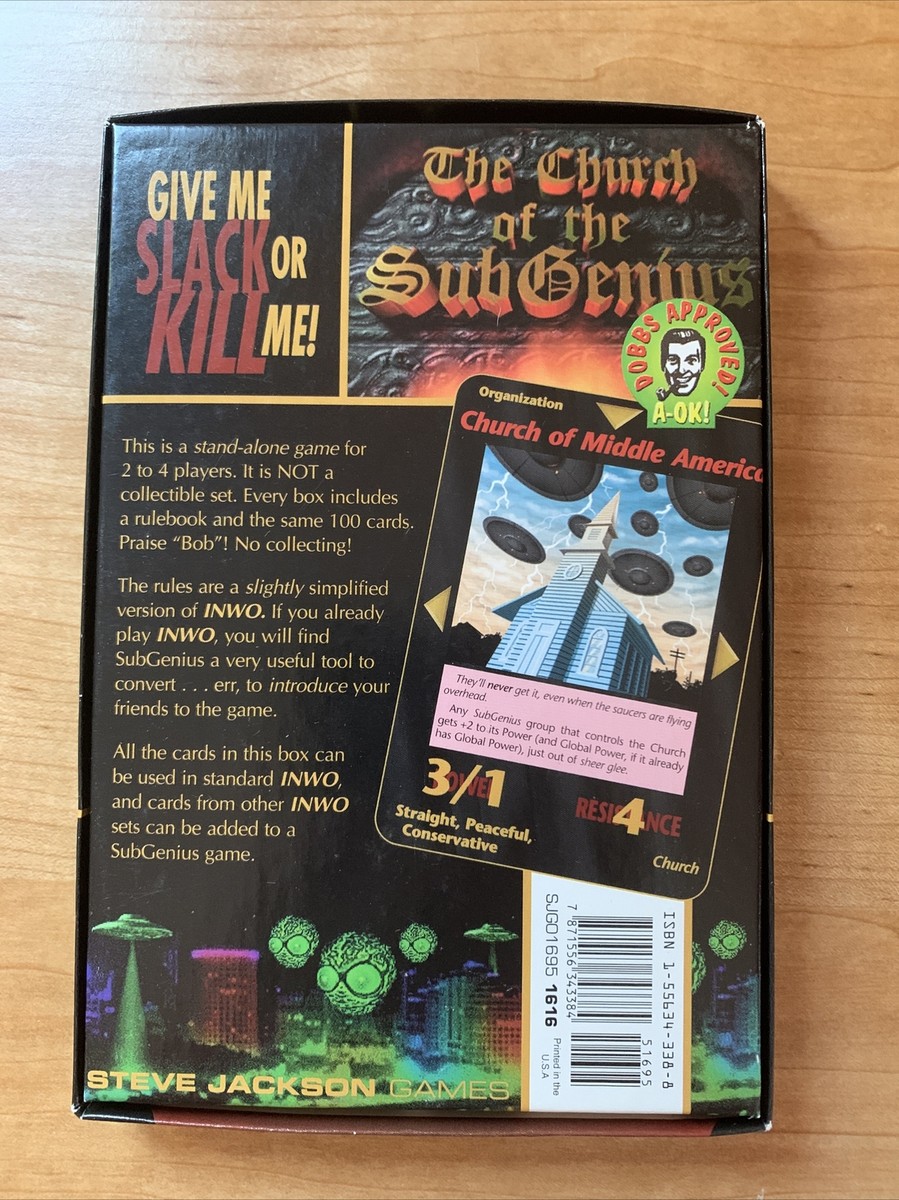 GIVE ME
SLACK OR
KILL ME!
The Church
of the
SubGenius
DOBBS APPROVED!
A-OK!
This is a stand-alone game for
2 to 4 players. It is NOT a
collectible set. Every box includes
a rulebook and the same 100 cards.
Praise “Bob”! No collecting!
The rules are a slightly simplified
version of INWO. If you already
play INWO, you will find
SubGenius a very useful tool to
convert . . . err, to introduce your
friends to the game.
All the cards in this box can
be used in standard INWO,
and cards from other INWO
sets can be added to a
SubGenius game.
Organization
Church of Middle America
They'll never get it, even when the saucers are flying
overhead.
Any SubGenius group that controls the Church
gets +2 to its Power (and Global Power, if it already
has Global Power), just out of sheer glee.
POWER
3/1
RESISTANCE
4
Straight, Peaceful,
Conservative
Church
ISBN 1-55634-338-8
51695
7 871556 343384
SJG01695 1616
Printed in the
U.S.A
STEVE JACKSON GAMES